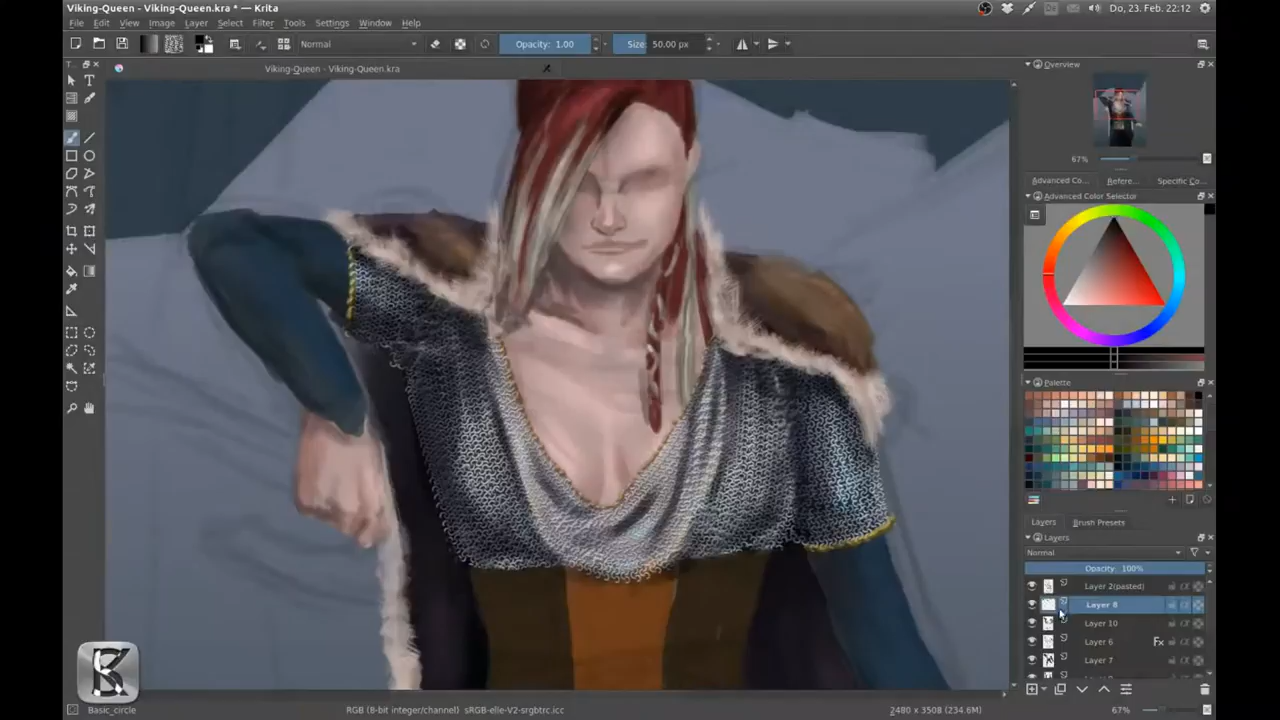 Viking-Queen - Viking-Queen.kra * — Krita
Do, 23. Feb. 22:12
File Edit View Image Layer Filter Tools Settings Window Help
Normal
Opacity: 1.00
Size: 50.00 px
Viking-Queen - Viking-Queen.kra
Overview
67%
Advanced Co... Refere... Specific Co...
Advanced Color Selector
Palette
Layers Brush Presets
Layers
Normal
Opacity: 100%
Layer 2(pasted)
Layer 8
Layer 10
Layer 6
Fx
Layer 7
Basic_circle
RGB (8-bit integer/channel) sRGB-elle-V2-srgbtrc.icc
2480 x 3508 (234.6M)
67%